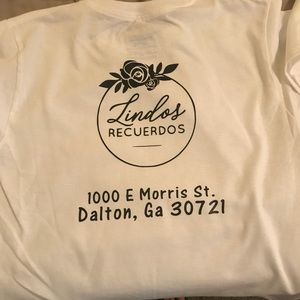 Lindos
RECUERDOS
1000 E Morris St.
Dalton, Ga 30721